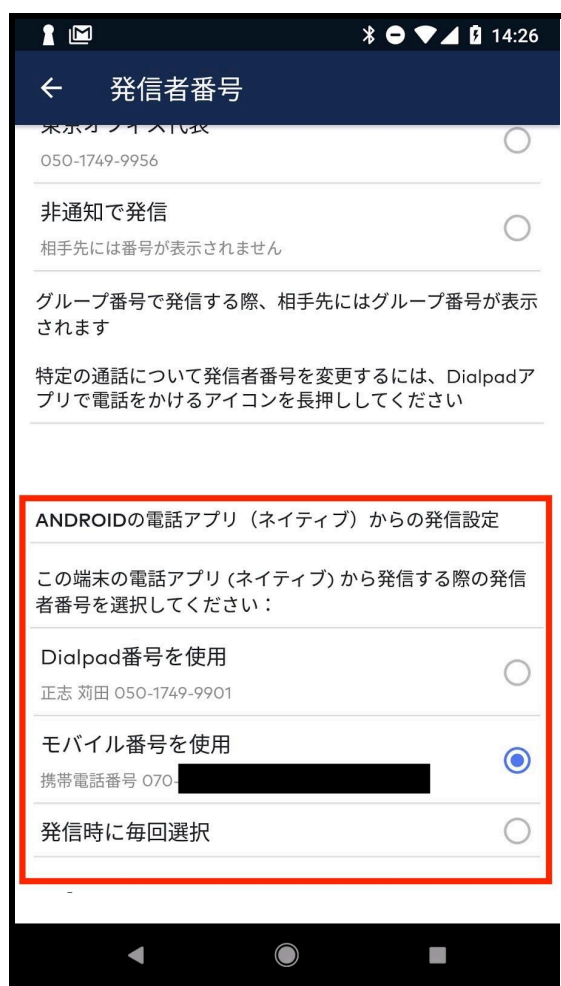 14:26
発信者番号
東京オフィス代表
050-1749-9956
非通知で発信
相手先には番号が表示されません
グループ番号で発信する際、相手先にはグループ番号が表示
されます
特定の通話について発信者番号を変更するには、Dialpadア
プリで電話をかけるアイコンを長押ししてください
ANDROIDの電話アプリ（ネイティブ）からの発信設定
この端末の電話アプリ (ネイティブ) から発信する際の発信
者番号を選択してください：
Dialpad番号を使用
正志 苅田 050-1749-9901
モバイル番号を使用
携帯電話番号 070-
発信時に毎回選択